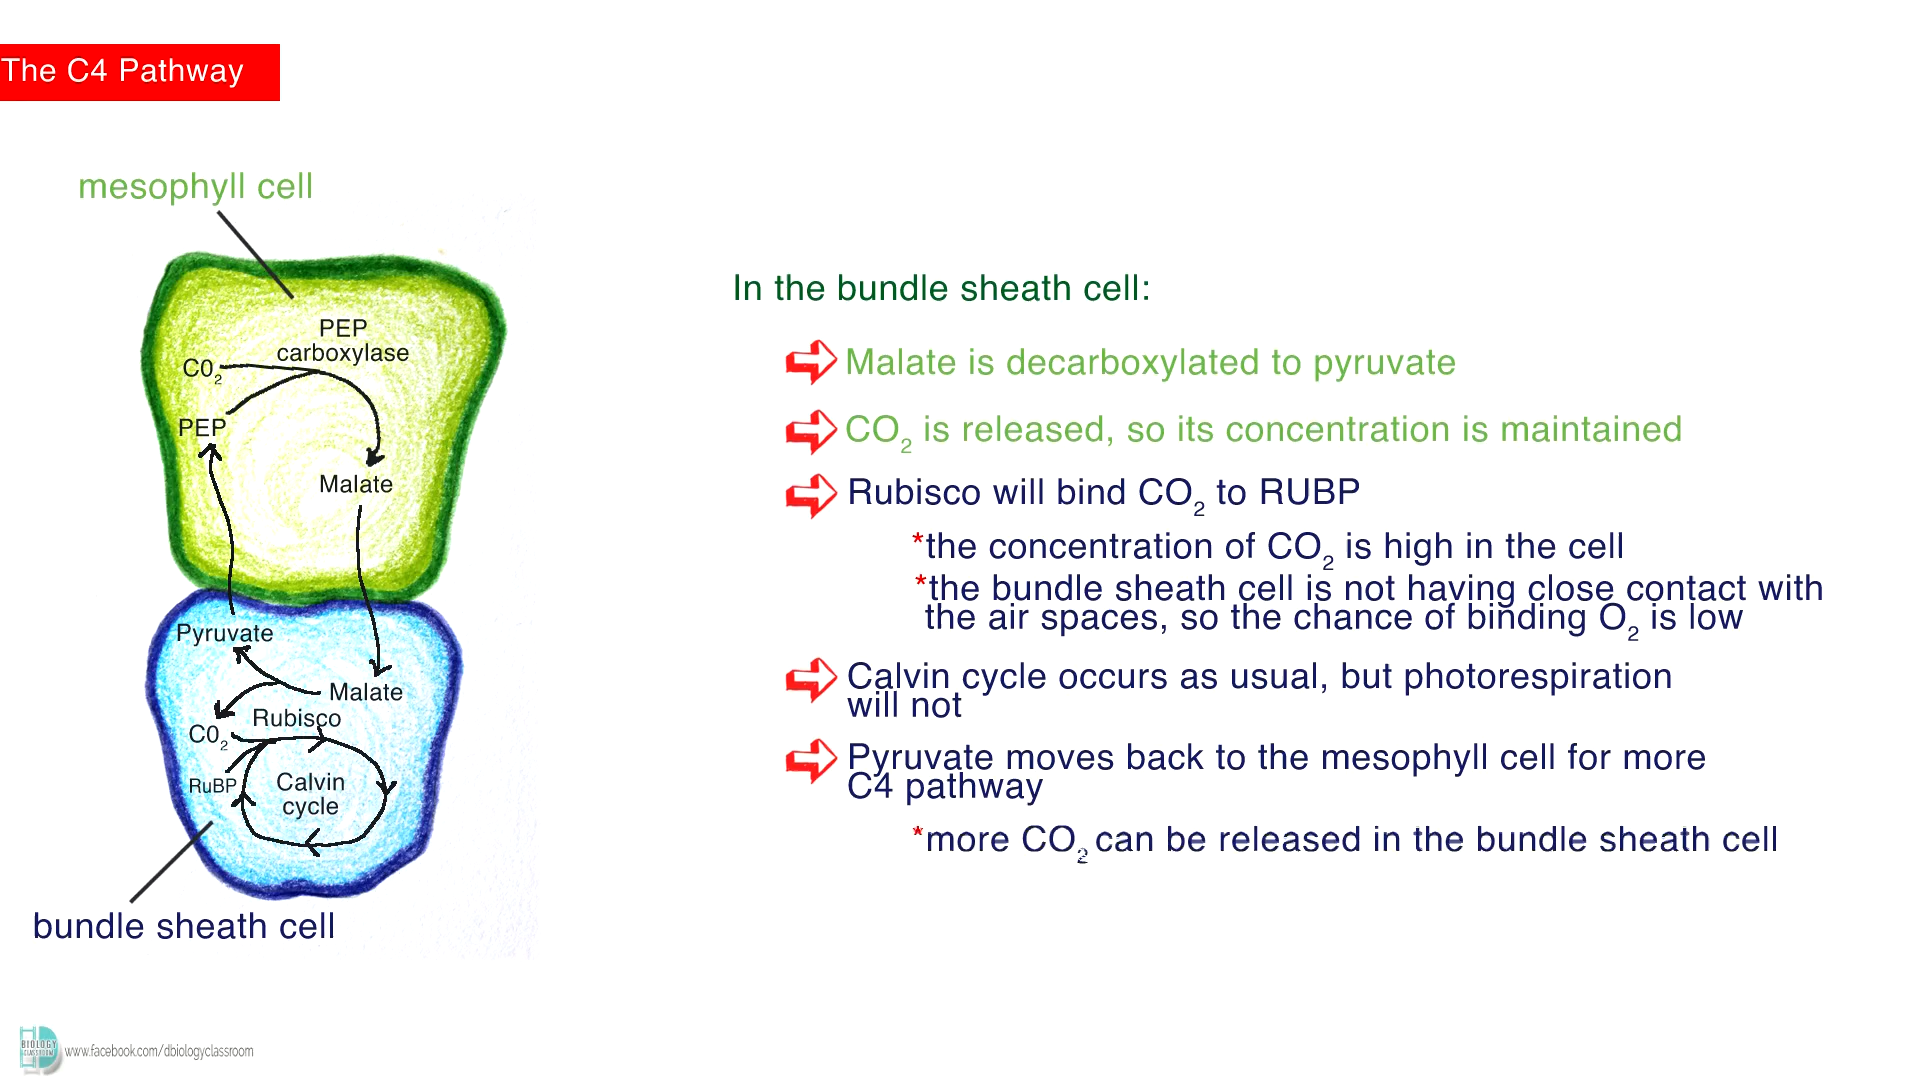 The C4 Pathway
mesophyll cell
PEP
carboxylase
C0₂
PEP
Malate
Pyruvate
Malate
Rubisco
C0₂
RuBP
Calvin
cycle
bundle sheath cell
In the bundle sheath cell:
Malate is decarboxylated to pyruvate
CO₂ is released, so its concentration is maintained
Rubisco will bind CO₂ to RUBP
*the concentration of CO₂ is high in the cell
*the bundle sheath cell is not having close contact with
the air spaces, so the chance of binding O₂ is low
Calvin cycle occurs as usual, but photorespiration
will not
Pyruvate moves back to the mesophyll cell for more
C4 pathway
*more CO₂ can be released in the bundle sheath cell
BIOLOGY
CLASSROOM
www.facebook.com/dbiologyclassroom